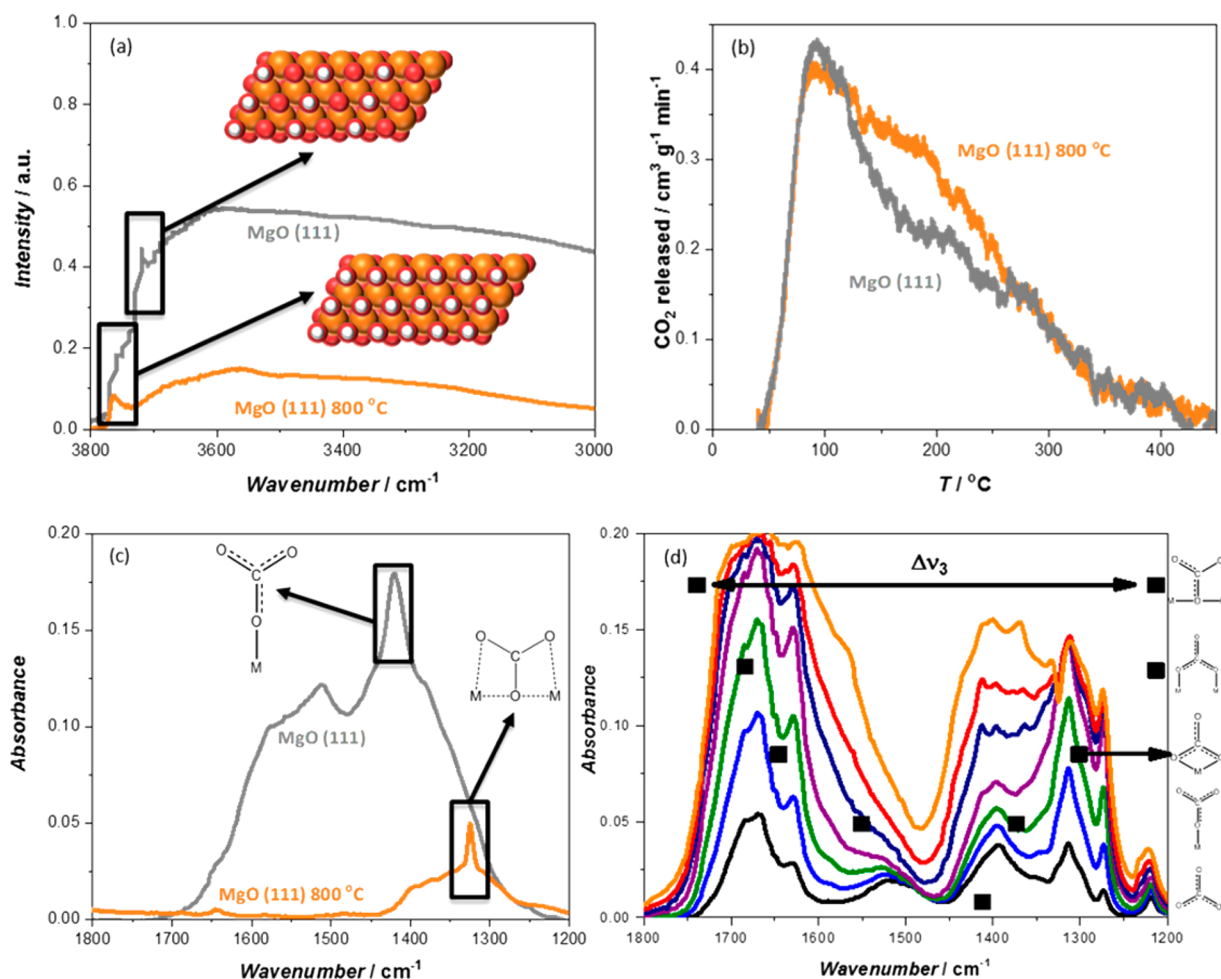 (a)
Intensity / a.u.
1.0
0.8
0.6
0.4
0.2
0.0
MgO (111)
MgO (111) 800 °C
3800 3600 3400 3200 3000
Wavenumber / cm-1
(b)
CO2 released / cm3 g-1 min-1
0.4
0.3
0.2
0.1
0.0
MgO (111) 800 °C
MgO (111)
0 100 200 300 400
T / °C
(c)
Absorbance
0.20
0.15
0.10
0.05
0.00
O O
C
O
M
O O
C
M O M
MgO (111)
MgO (111) 800 °C
1800 1700 1600 1500 1400 1300 1200
Wavenumber / cm-1
(d)
Absorbance
0.20
0.15
0.10
0.05
0.00
Δν3
1800 1700 1600 1500 1400 1300 1200
Wavenumber / cm-1